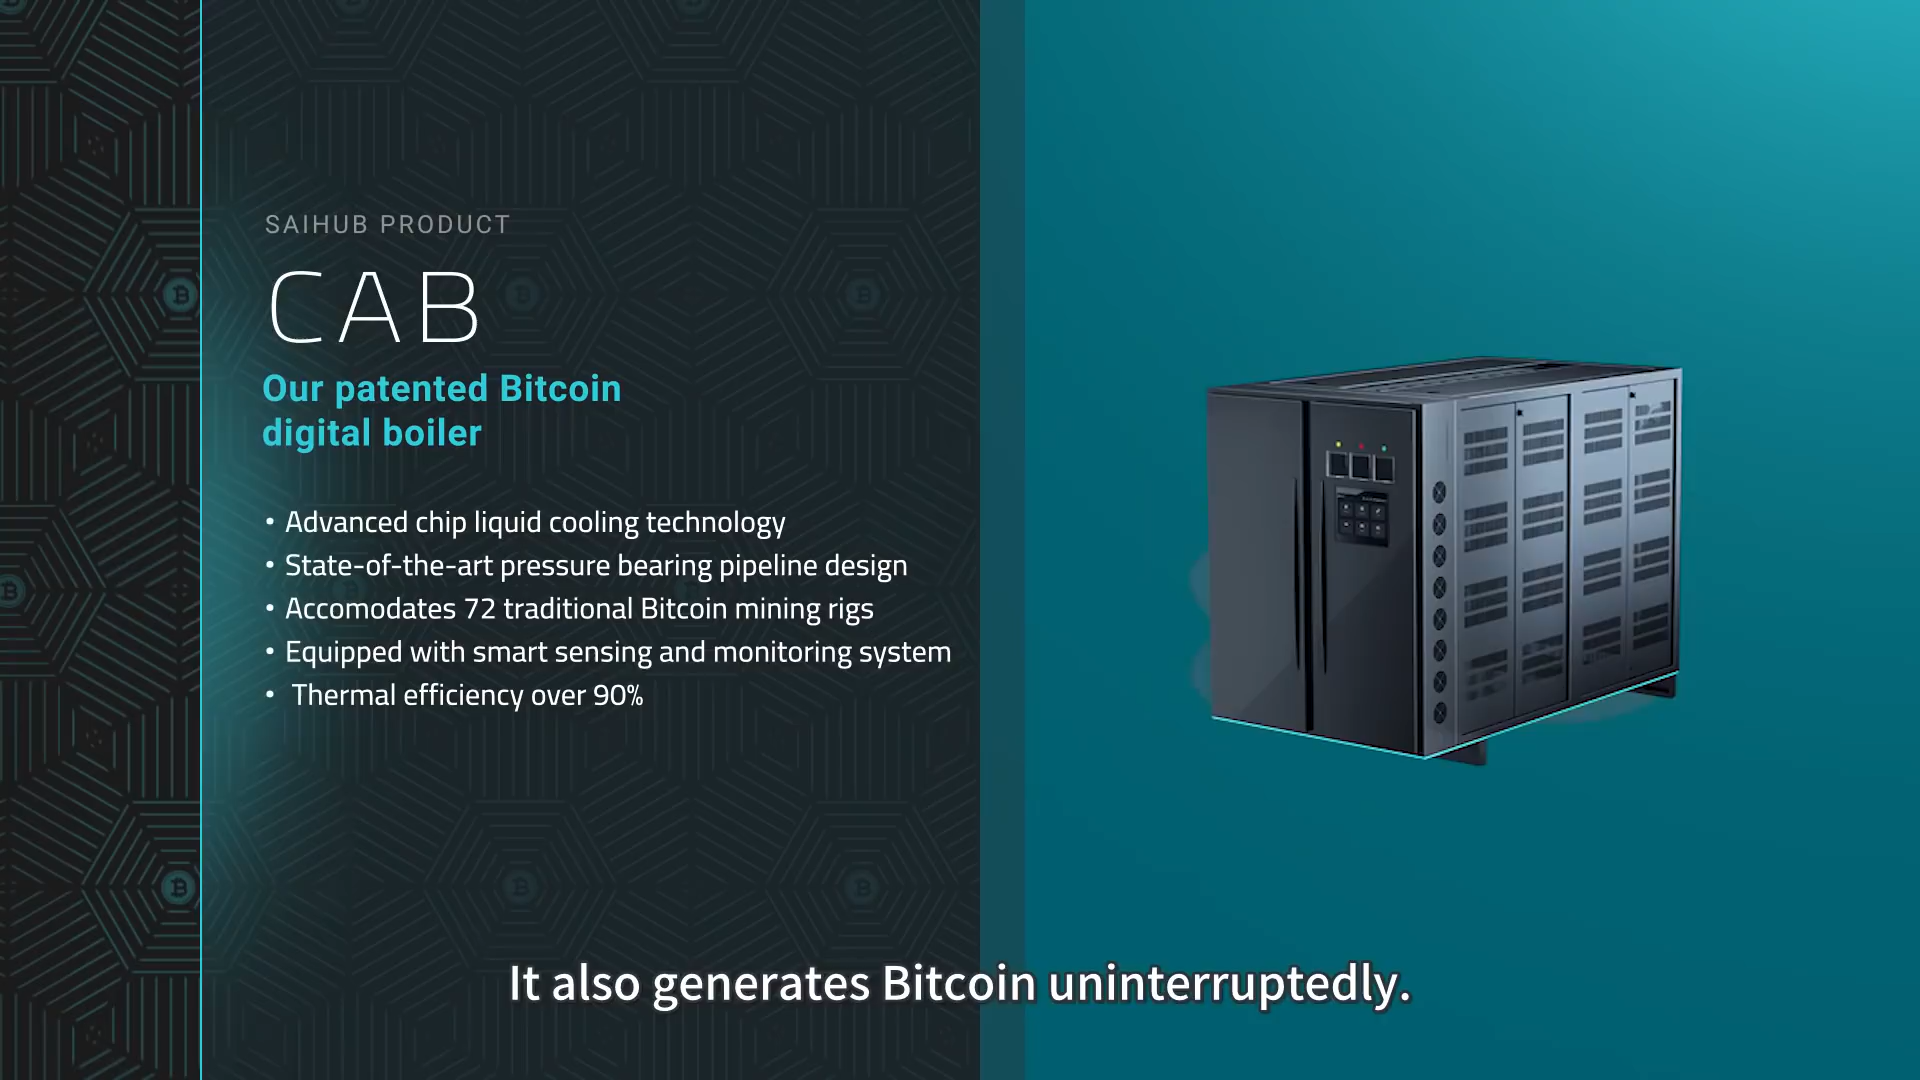 SAIHUB PRODUCT
CAB
Our patented Bitcoin
digital boiler
• Advanced chip liquid cooling technology
• State-of-the-art pressure bearing pipeline design
• Accomodates 72 traditional Bitcoin mining rigs
• Equipped with smart sensing and monitoring system
• Thermal efficiency over 90%
It also generates Bitcoin uninterruptedly.